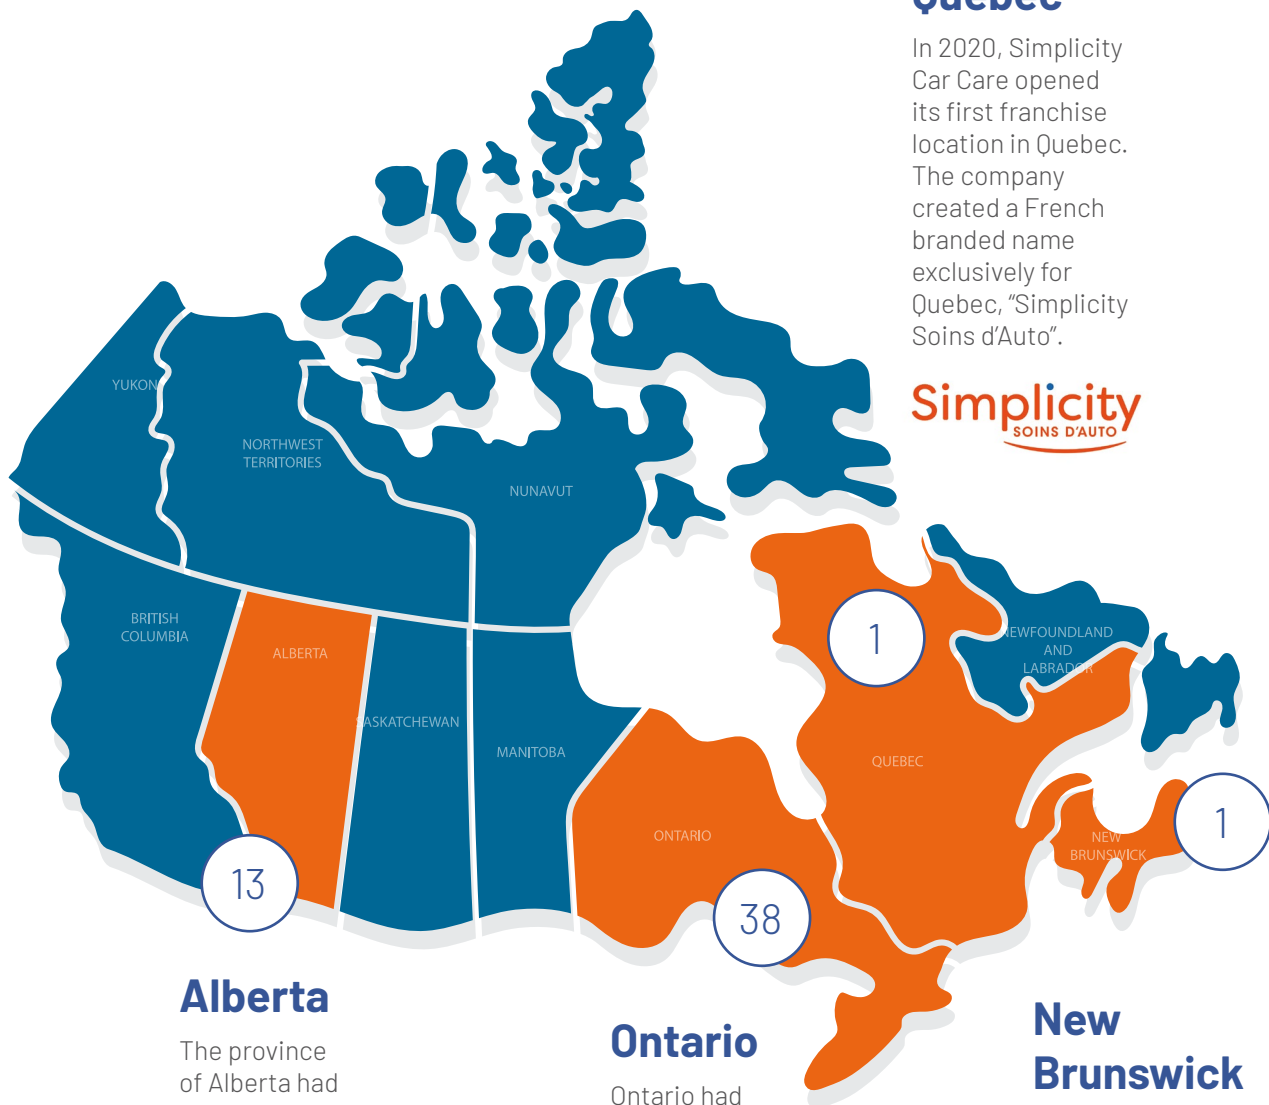 Quebec
In 2020, Simplicity
Car Care opened
its first franchise
location in Quebec.
The company
created a French
branded name
exclusively for
Quebec, “Simplicity
Soins d’Auto”.
Simplicity
SOINS D’AUTO
YUKON
NORTHWEST
TERRITORIES
NUNAVUT
BRITISH
COLUMBIA
ALBERTA
SASKATCHEWAN
MANITOBA
ONTARIO
QUEBEC
NEWFOUNDLAND
AND
LABRADOR
NEW
BRUNSWICK
1
1
13
38
Alberta
The province
of Alberta had
Ontario
Ontario had
New
Brunswick